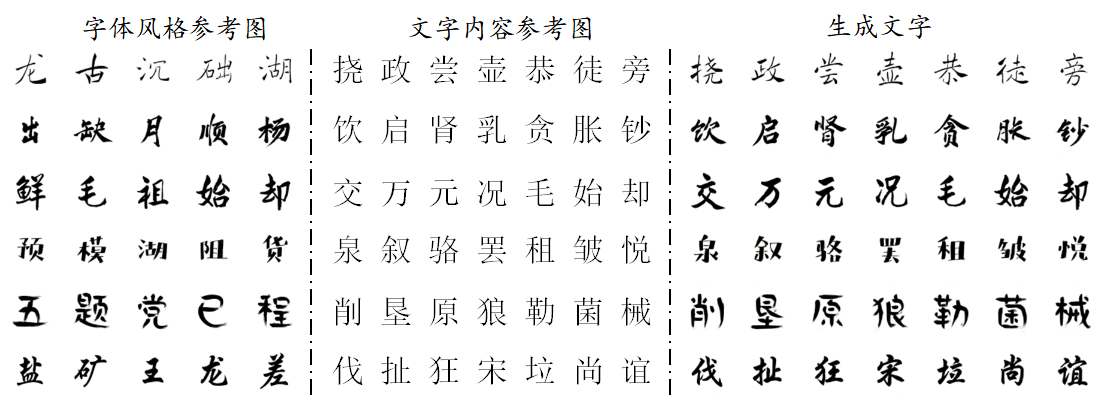 字体风格参考图 文字内容参考图 生成文字
龙古沉础湖 挠政尝壶恭徒旁 挠政尝壶恭徒旁
出缺月顺杨 饮启肾乳贪胀钞 饮启肾乳贪胀钞
鲜毛祖始却 交万元况毛始却 交万元况毛始却
预模湖阻货 泉叙骆罢租皱悦 泉叙骆罢租皱悦
五题党已程 削垦原狼勒菌械 削垦原狼勒菌械
盐矿王龙差 伐扯狂宋垃尚谊 伐扯狂宋垃尚谊